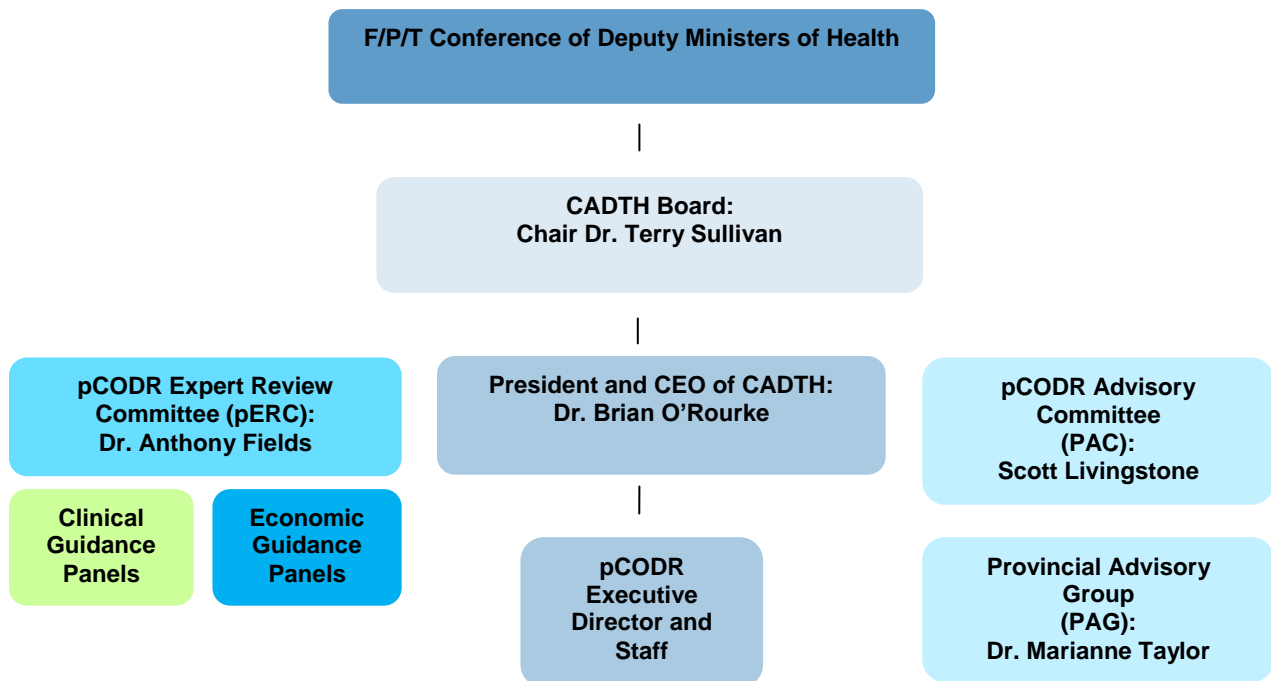 F/P/T Conference of Deputy Ministers of Health
CADTH Board:
Chair Dr. Terry Sullivan
pCODR Expert Review
Committee (pERC):
Dr. Anthony Fields
President and CEO of CADTH:
Dr. Brian O’Rourke
pCODR Advisory
Committee
(PAC):
Scott Livingstone
Clinical
Guidance
Panels
Economic
Guidance
Panels
pCODR
Executive
Director and
Staff
Provincial Advisory
Group
(PAG):
Dr. Marianne Taylor